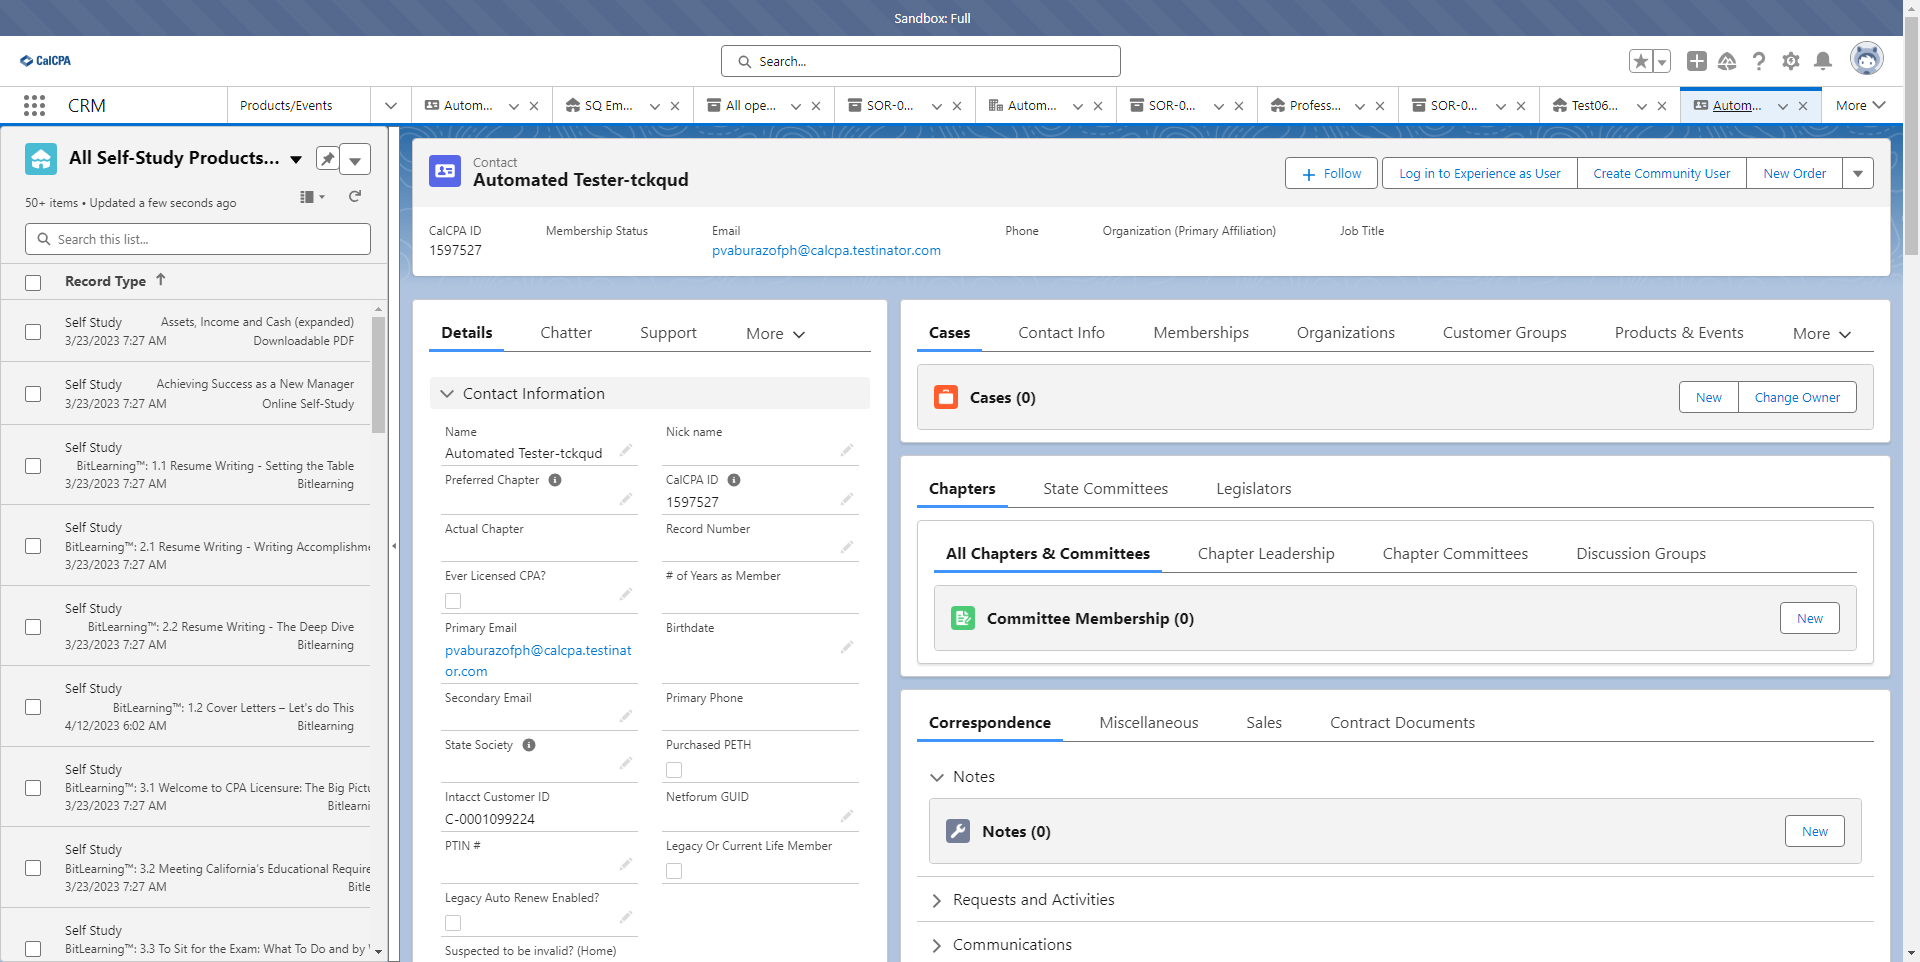 Sandbox: Full
CalCPA
Search...
CRM
Products/Events
Autom...
SQ Em...
All ope...
SOR-0...
Autom...
SOR-0...
Profess...
SOR-0...
Test06...
Autom...
More
All Self-Study Products...
50+ items • Updated a few seconds ago
Search this list...
Record Type
Self Study
Assets, Income and Cash (expanded)
3/23/2023 7:27 AM
Downloadable PDF
Self Study
Achieving Success as a New Manager
3/23/2023 7:27 AM
Online Self-Study
Self Study
BitLearning™: 1.1 Resume Writing - Setting the Table
3/23/2023 7:27 AM
Bitlearning
Self Study
BitLearning™: 2.1 Resume Writing - Writing Accomplishme
3/23/2023 7:27 AM
Self Study
BitLearning™: 2.2 Resume Writing - The Deep Dive
3/23/2023 7:27 AM
Bitlearning
Self Study
BitLearning™: 1.2 Cover Letters – Let's do This
4/12/2023 6:02 AM
Bitlearning
Self Study
BitLearning™: 3.1 Welcome to CPA Licensure: The Big Pictu
3/23/2023 7:27 AM
Bitlearni
Self Study
BitLearning™: 3.2 Meeting California's Educational Require
3/23/2023 7:27 AM
Bitle
Self Study
BitLearning™: 3.3 To Sit for the Exam: What To Do and by
Contact
Automated Tester-tckqud
Follow
Log in to Experience as User
Create Community User
New Order
CalCPA ID
1597527
Membership Status
Email
pvaburazofph@calcpa.testinator.com
Phone
Organization (Primary Affiliation)
Job Title
Details
Chatter
Support
More
Contact Information
Name
Automated Tester-tckqud
Nick name
Preferred Chapter
CalCPA ID
1597527
Actual Chapter
Record Number
Ever Licensed CPA?
# of Years as Member
Primary Email
pvaburazofph@calcpa.testinat
or.com
Birthdate
Secondary Email
Primary Phone
State Society
Purchased PETH
Intacct Customer ID
C-0001099224
Netforum GUID
PTIN #
Legacy Or Current Life Member
Legacy Auto Renew Enabled?
Suspected to be invalid? (Home)
Cases
Contact Info
Memberships
Organizations
Customer Groups
Products & Events
More
Cases (0)
New
Change Owner
Chapters
State Committees
Legislators
All Chapters & Committees
Chapter Leadership
Chapter Committees
Discussion Groups
Committee Membership (0)
New
Correspondence
Miscellaneous
Sales
Contract Documents
Notes
Notes (0)
New
Requests and Activities
Communications